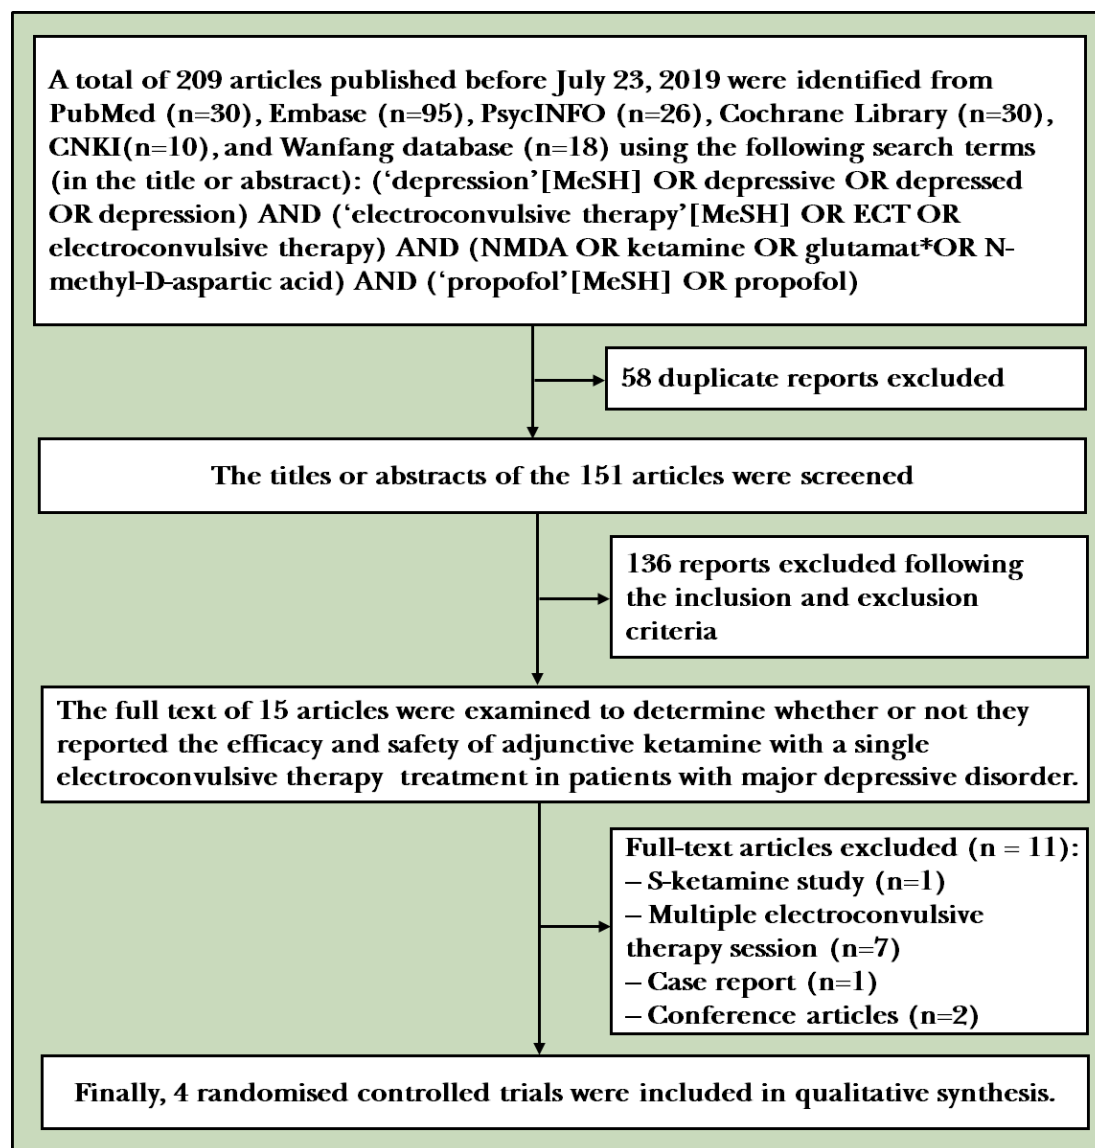 A total of 209 articles published before July 23, 2019 were identified from
PubMed (n=30), Embase (n=95), PsycINFO (n=26), Cochrane Library (n=30),
CNKI(n=10), and Wanfang database (n=18) using the following search terms
(in the title or abstract): (‘depression’[MeSH] OR depressive OR depressed
OR depression) AND (‘electroconvulsive therapy’[MeSH] OR ECT OR
electroconvulsive therapy) AND (NMDA OR ketamine OR glutamat*OR N-
methyl-D-aspartic acid) AND (‘propofol’[MeSH] OR propofol)
58 duplicate reports excluded
The titles or abstracts of the 151 articles were screened
136 reports excluded following
the inclusion and exclusion
criteria
The full text of 15 articles were examined to determine whether or not they
reported the efficacy and safety of adjunctive ketamine with a single
electroconvulsive therapy treatment in patients with major depressive disorder.
Full-text articles excluded (n = 11):
– S-ketamine study (n=1)
– Multiple electroconvulsive
therapy session (n=7)
– Case report (n=1)
– Conference articles (n=2)
Finally, 4 randomised controlled trials were included in qualitative synthesis.